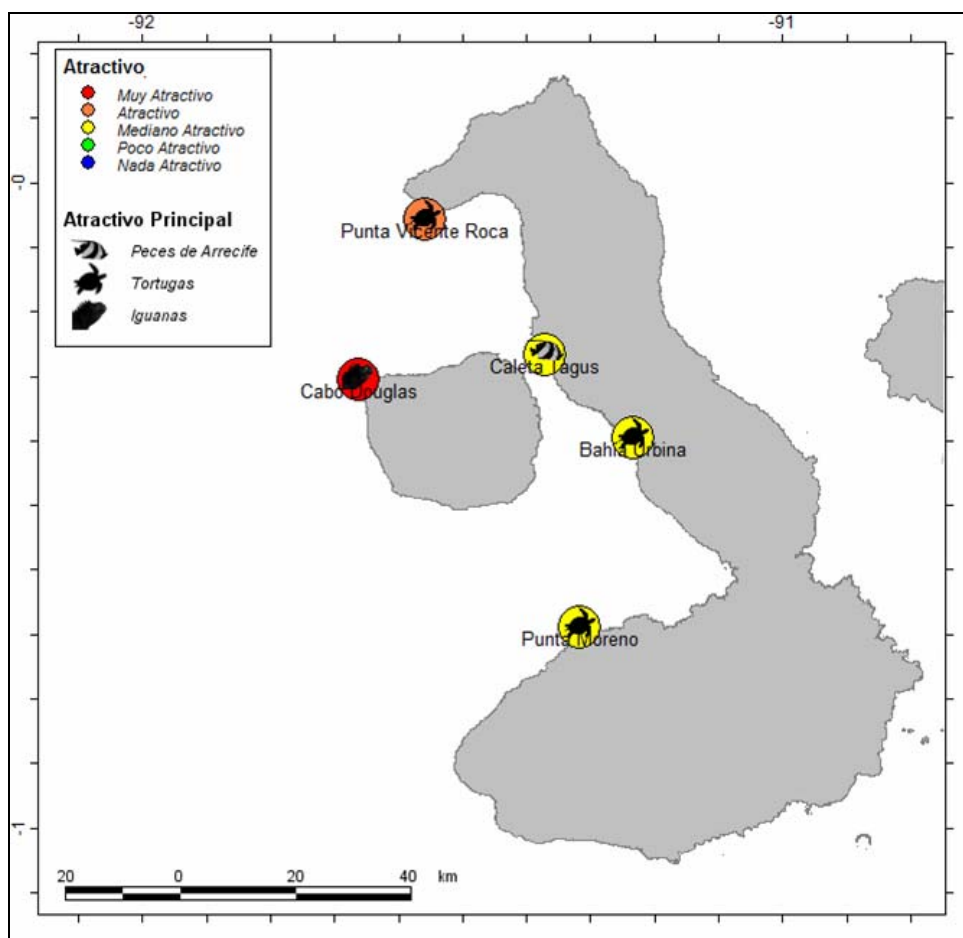 -92
-91
Atractivo
Muy Atractivo
Atractivo
Mediano Atractivo
Poco Atractivo
Nada Atractivo
Atractivo Principal
Peces de Arrecife
Tortugas
Iguanas
-0
Punta Vicente Roca
Caleta Tagus
Cabo Douglas
Bahia Urbina
Punta Moreno
-1
20 0 20 40 km